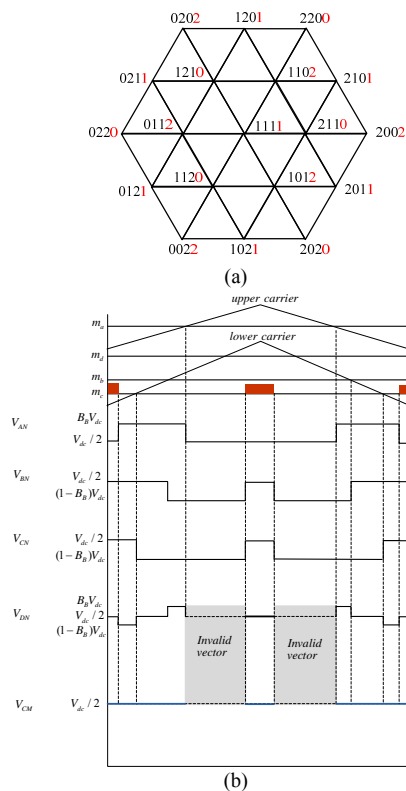 0202 1201 2200
0211 1210 1102 2101
0220 0112 1111 2110 2002
0121 1120 1012 2011
0022 1021 2020
(a)
upper carrier
m_a
lower carrier
m_d
m_b
m_c
V_AN B_B V_dc
V_dc / 2
V_BN V_dc / 2
(1 − B_B)V_dc
V_CN V_dc / 2
(1 − B_B)V_dc
V_DN B_B V_dc
V_dc / 2
(1 − B_B)V_dc
Invalid vector
Invalid vector
V_CM V_dc / 2
(b)